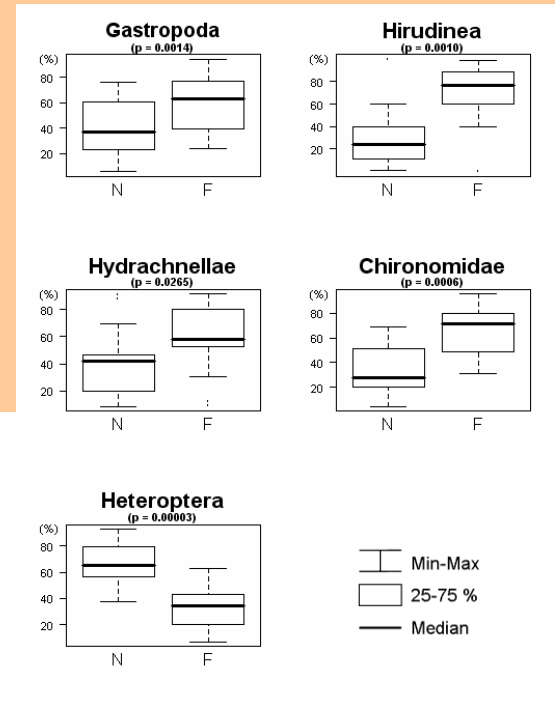 Gastropoda
(p = 0.0014)
(%)
80
60
40
20
N F
Hirudinea
(p = 0.0010)
(%)
80
60
40
20
N F
Hydrachnellae
(p = 0.0265)
(%)
80
60
40
20
N F
Chironomidae
(p = 0.0006)
(%)
80
60
40
20
N F
Heteroptera
(p = 0.00003)
(%)
80
60
40
20
N F
Min-Max
25-75 %
Median